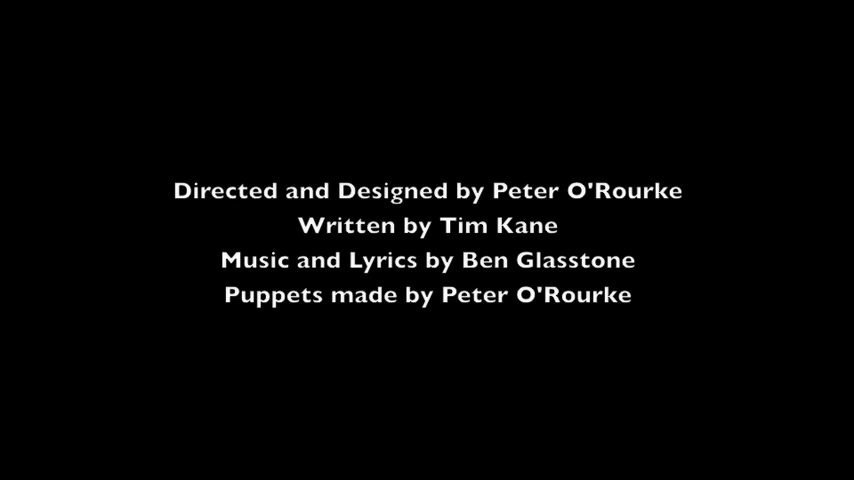 Directed and Designed by Peter O'Rourke
Written by Tim Kane
Music and Lyrics by Ben Glasstone
Puppets made by Peter O'Rourke